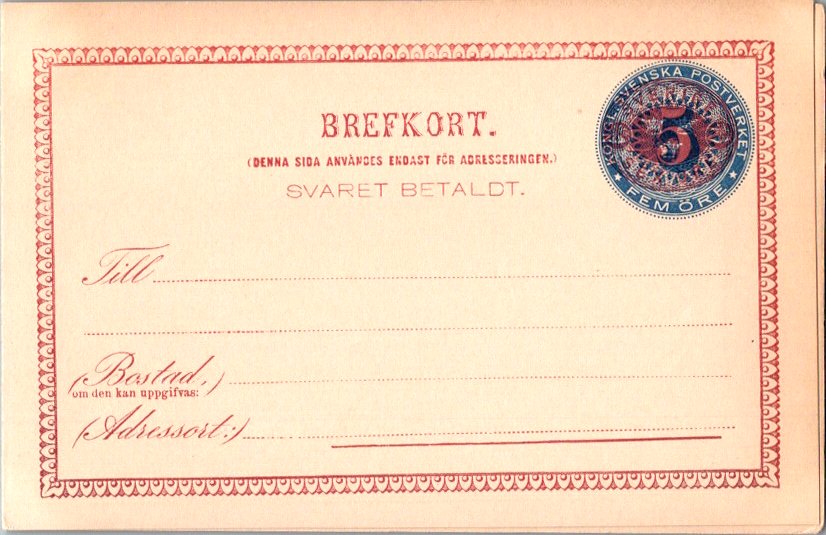 BREFKORT.
(DENNA SIDA ANVÄNDES ENDAST FÖR ADRESSERINGEN.)
SVARET BETALDT.
KONGL. SVENSKA POSTVERKET
5
FEM ÖRE
Till
(Bostad,)
om den kan uppgifvas:
(Adressort:)